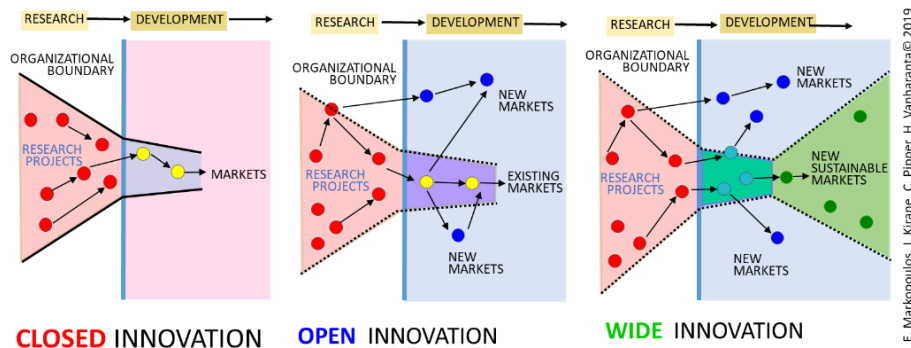 RESEARCH
DEVELOPMENT
ORGANIZATIONAL
BOUNDARY
RESEARCH
PROJECTS
MARKETS
CLOSED INNOVATION
RESEARCH
DEVELOPMENT
ORGANIZATIONAL
BOUNDARY
NEW
MARKETS
RESEARCH
PROJECTS
EXISTING
MARKETS
NEW
MARKETS
OPEN INNOVATION
RESEARCH
DEVELOPMENT
ORGANIZATIONAL
BOUNDARY
NEW
MARKETS
RESEARCH
PROJECTS
NEW
SUSTAINABLE
MARKETS
NEW
MARKETS
WIDE INNOVATION
E. Markopoulos, I. Kirane, C. Pipper, H. Vanharanta© 2019